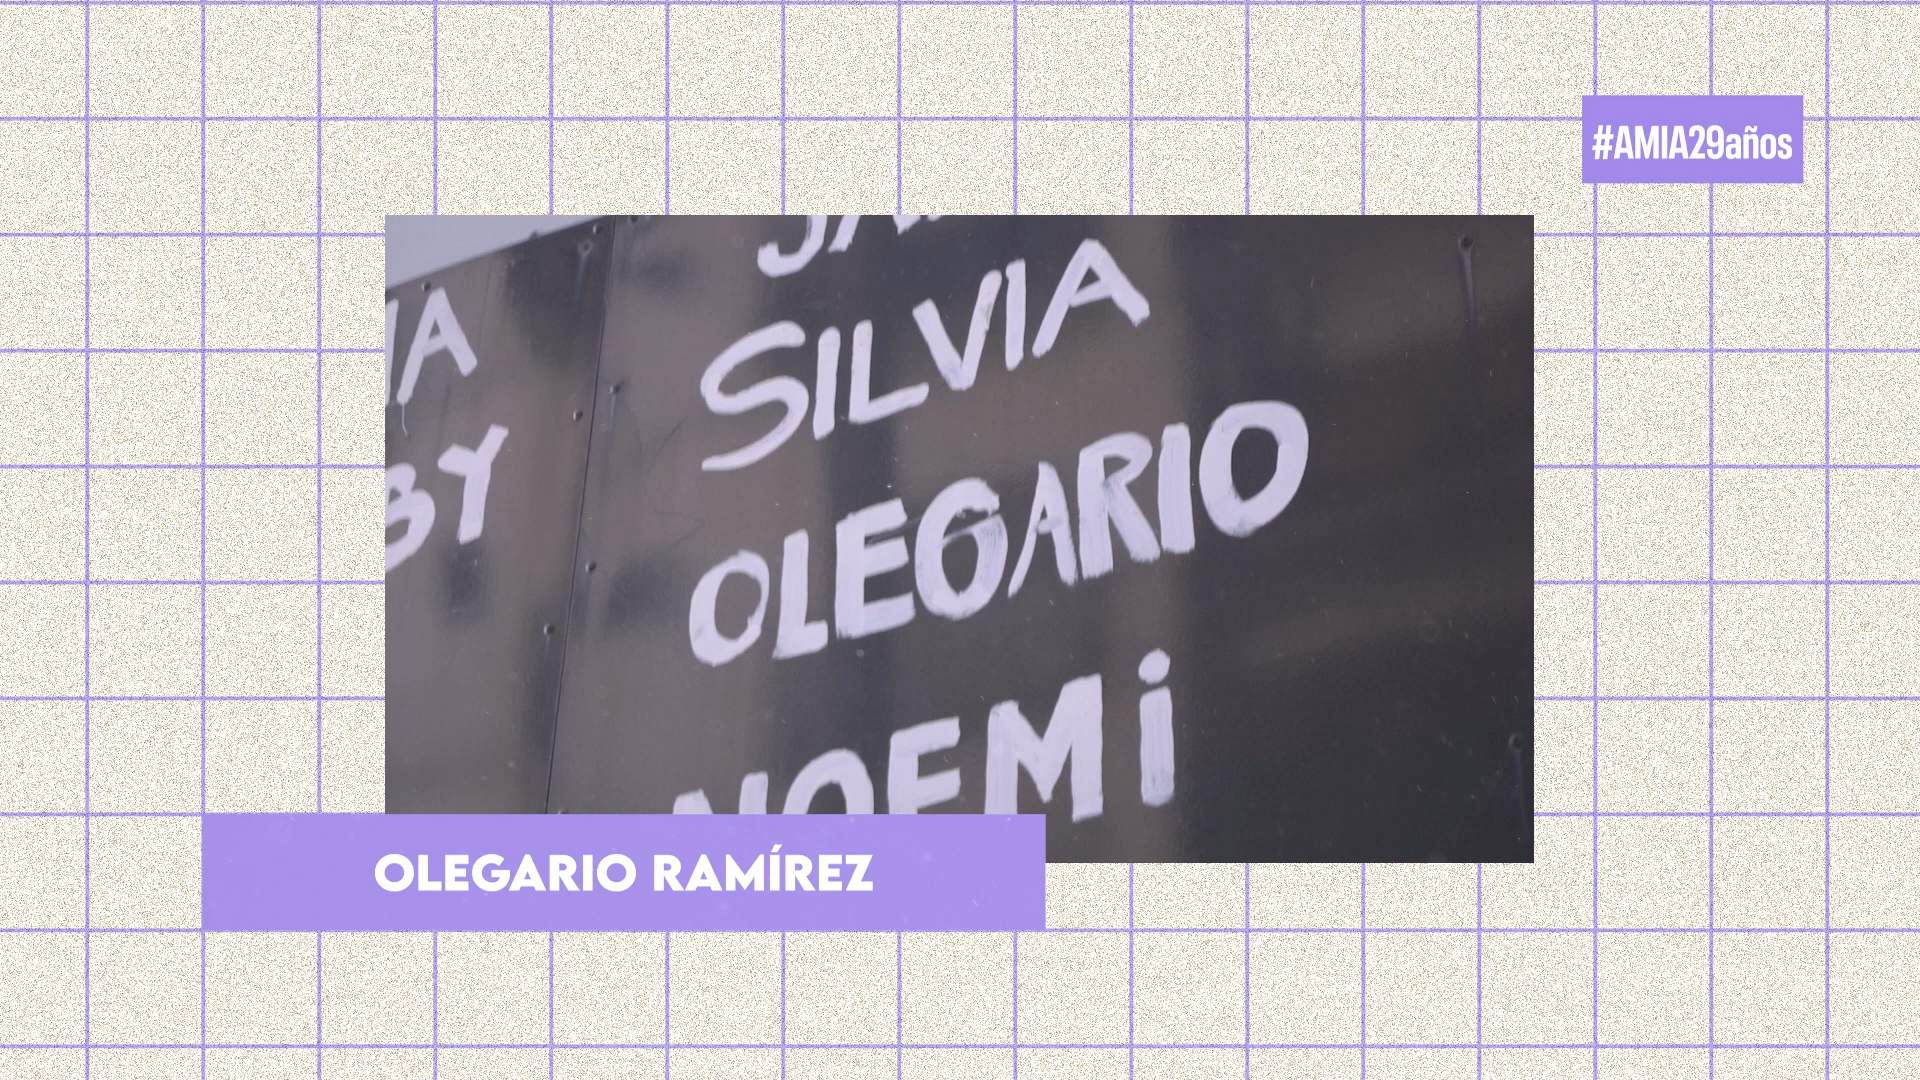 #AMIA29años
SILVIA
OLEGARIO
NOEMi
OLEGARIO RAMÍREZ